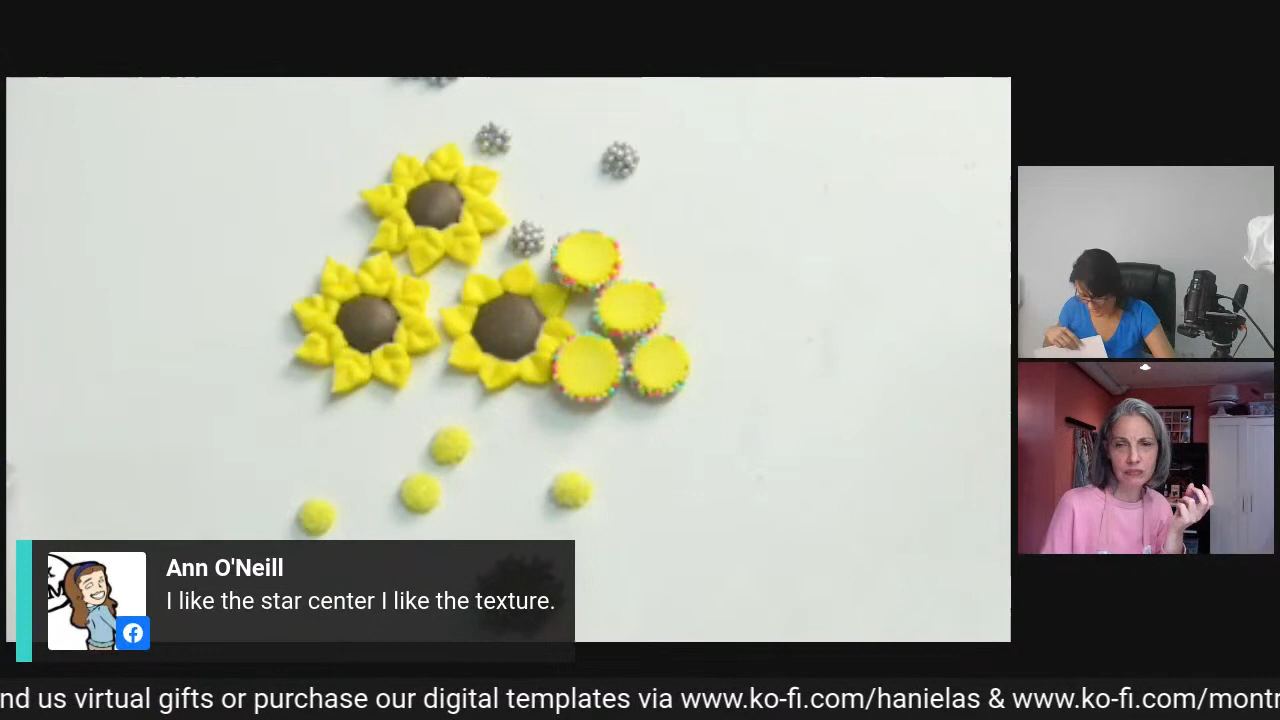 Ann O'Neill
I like the star center I like the texture.
nd us virtual gifts or purchase our digital templates via www.ko-fi.com/hanielas & www.ko-fi.com/montr